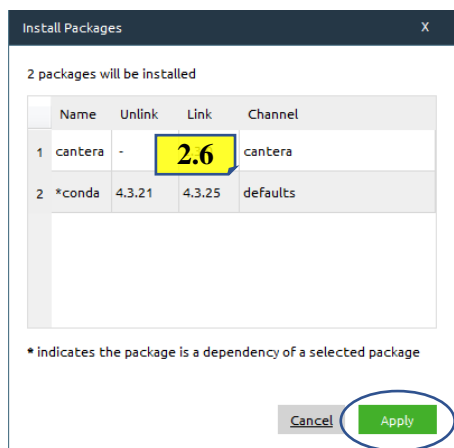 Install Packages X
2 packages will be installed
Name Unlink Link Channel
1 cantera - 2.6 cantera
2 *conda 4.3.21 4.3.25 defaults
* indicates the package is a dependency of a selected package
Cancel Apply